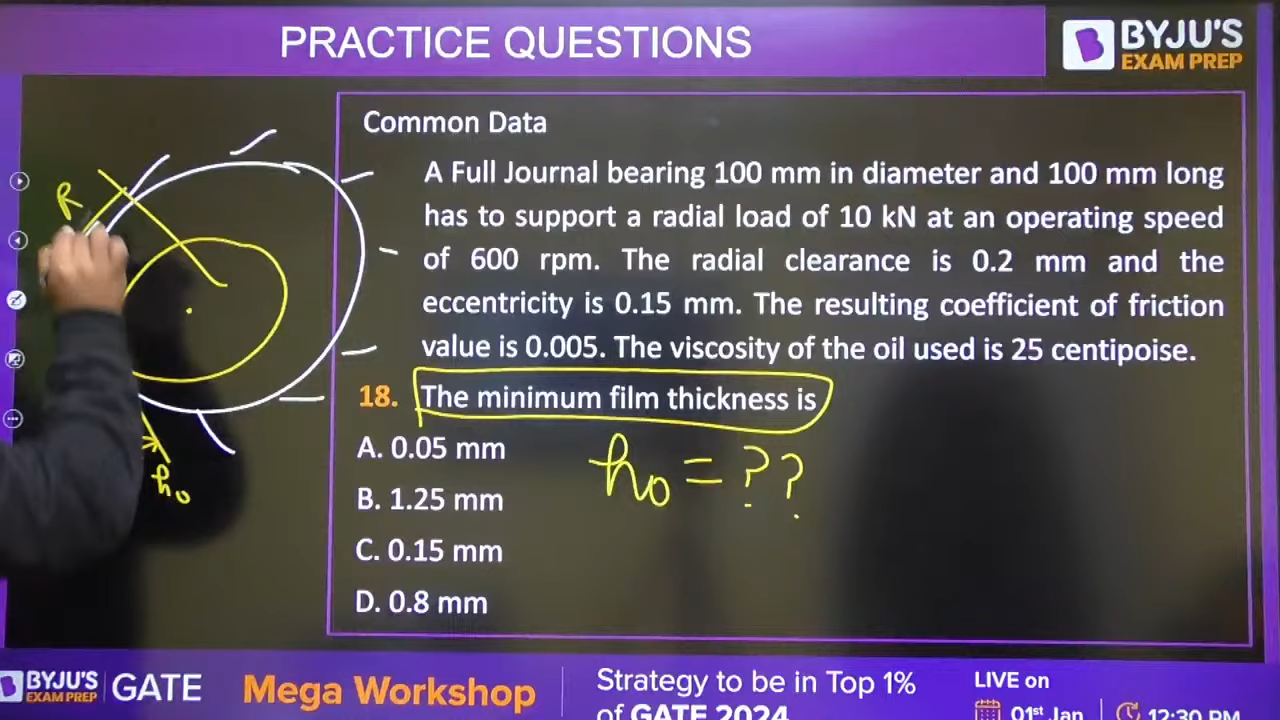 PRACTICE QUESTIONS
BYJU'S
EXAM PREP
Common Data
A Full Journal bearing 100 mm in diameter and 100 mm long
has to support a radial load of 10 kN at an operating speed
of 600 rpm. The radial clearance is 0.2 mm and the
eccentricity is 0.15 mm. The resulting coefficient of friction
value is 0.005. The viscosity of the oil used is 25 centipoise.
18. The minimum film thickness is
A. 0.05 mm
B. 1.25 mm
C. 0.15 mm
D. 0.8 mm
h₀ = ??
R
h₀
BYJU'S
EXAM PREP
GATE
Mega Workshop
Strategy to be in Top 1%
of GATE 2024
LIVE on
01st Jan
12:30 PM